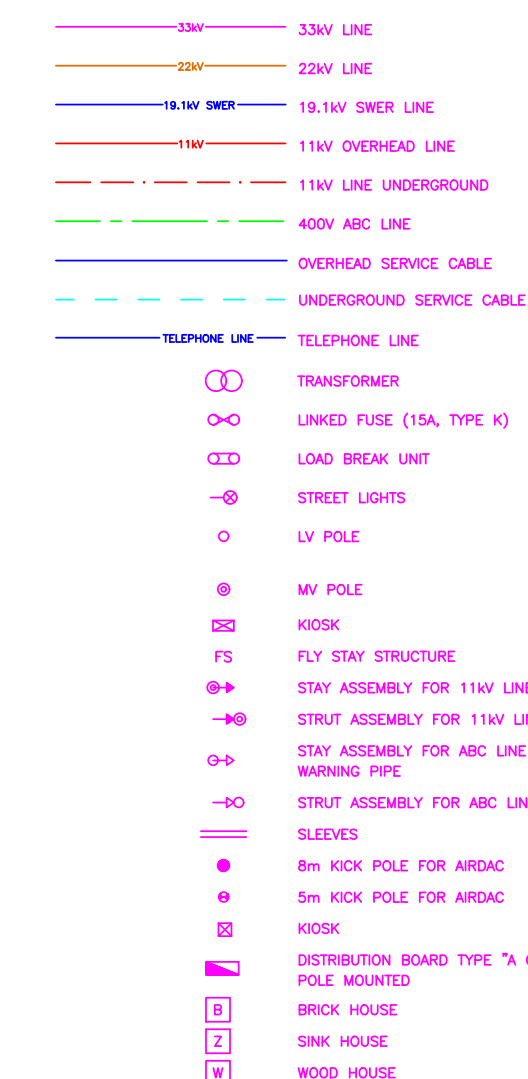 33kV 33kV LINE
22kV 22kV LINE
19.1kV SWER 19.1kV SWER LINE
11kV 11kV OVERHEAD LINE
11kV LINE UNDERGROUND
400V ABC LINE
OVERHEAD SERVICE CABLE
UNDERGROUND SERVICE CABLE
TELEPHONE LINE TELEPHONE LINE
TRANSFORMER
LINKED FUSE (15A, TYPE K)
LOAD BREAK UNIT
STREET LIGHTS
LV POLE
MV POLE
KIOSK
FS FLY STAY STRUCTURE
STAY ASSEMBLY FOR 11kV LINE
STRUT ASSEMBLY FOR 11kV LIN
STAY ASSEMBLY FOR ABC LINE
WARNING PIPE
STRUT ASSEMBLY FOR ABC LIN
SLEEVES
8m KICK POLE FOR AIRDAC
5m KICK POLE FOR AIRDAC
KIOSK
DISTRIBUTION BOARD TYPE "A
POLE MOUNTED
B BRICK HOUSE
Z SINK HOUSE
W WOOD HOUSE